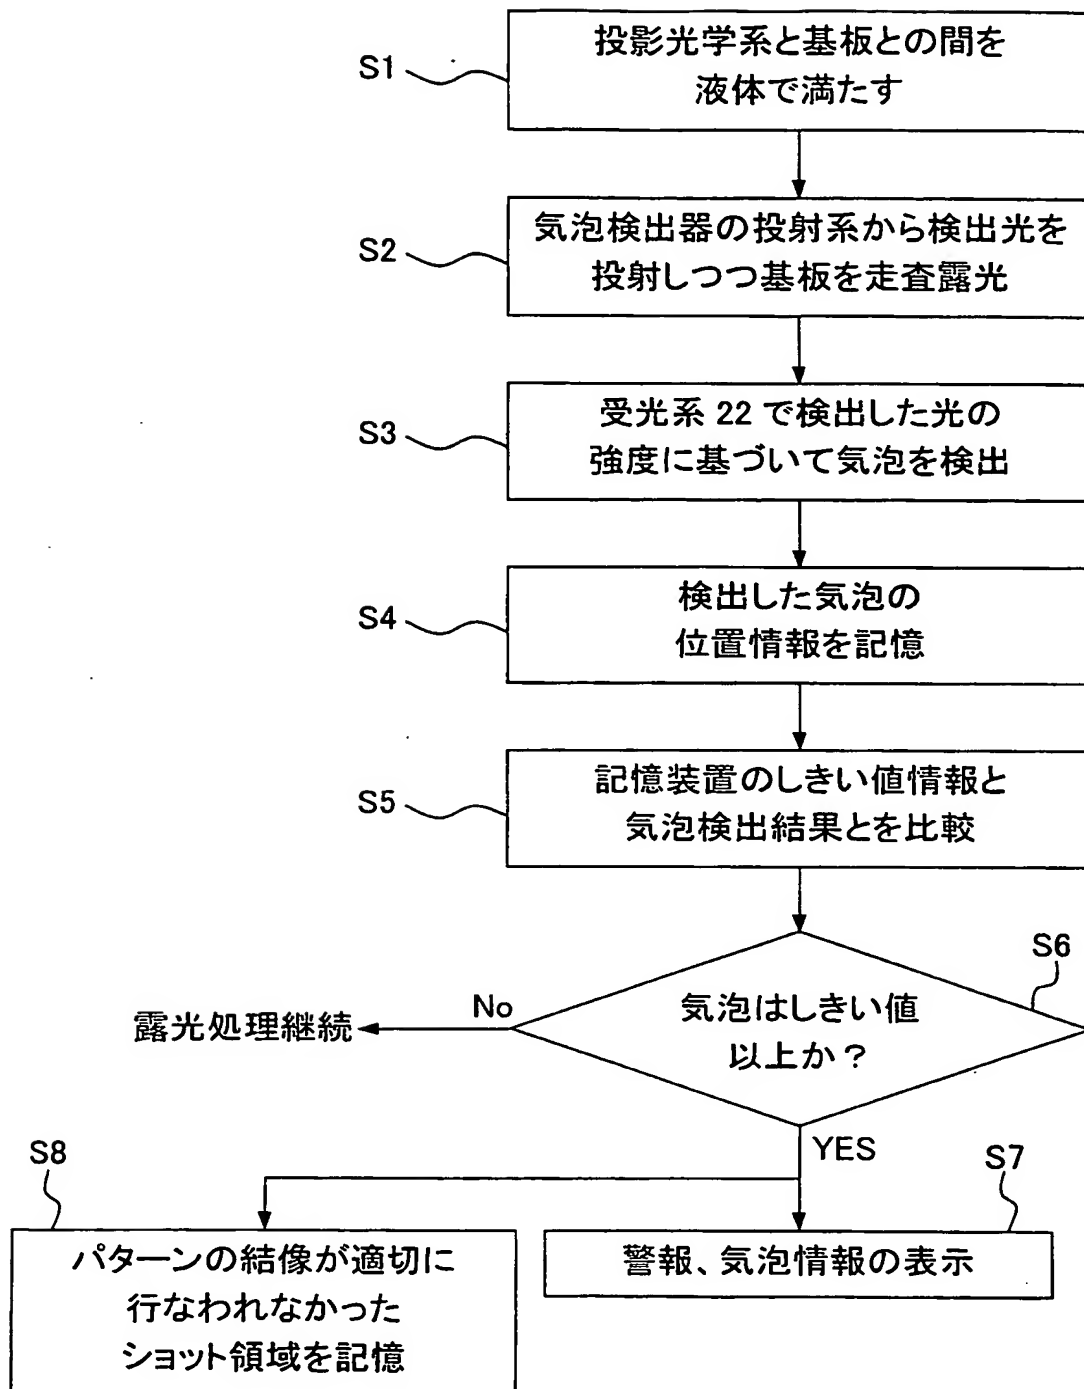 S1
投影光学系と基板との間を
液体で満たす
S2
気泡検出器の投射系から検出光を
投射しつつ基板を走査露光
S3
受光系 22 で検出した光の
強度に基づいて気泡を検出
S4
検出した気泡の
位置情報を記憶
S5
記憶装置のしきい値情報と
気泡検出結果とを比較
S6
気泡はしきい値
以上か？
No
露光処理継続
YES
S8
パターンの結像が適切に
行なわれなかった
ショット領域を記憶
S7
警報、気泡情報の表示